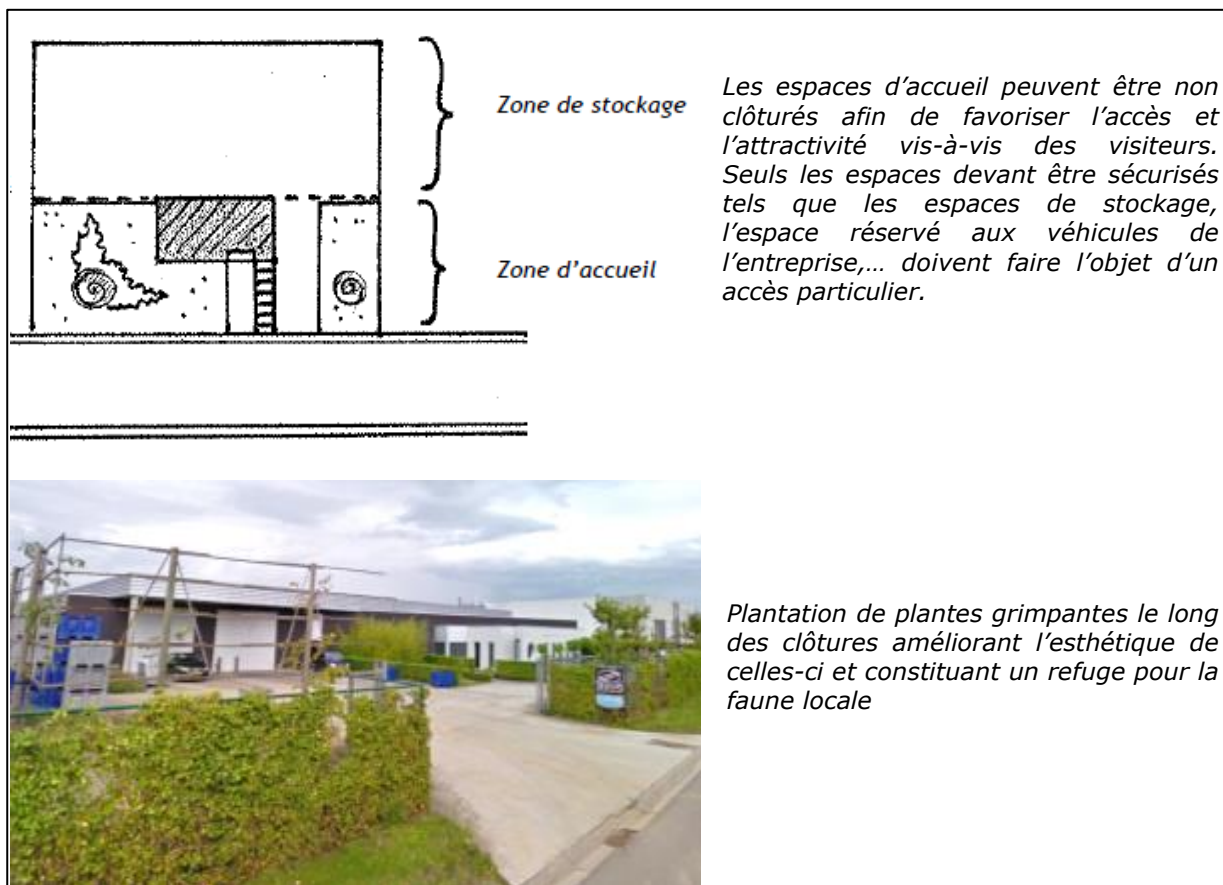 Zone de stockage
Zone d’accueil
Les espaces d’accueil peuvent être non
clôturés afin de favoriser l’accès et
l’attractivité vis-à-vis des visiteurs.
Seuls les espaces devant être sécurisés
tels que les espaces de stockage,
l’espace réservé aux véhicules de
l’entreprise,… doivent faire l’objet d’un
accès particulier.
Plantation de plantes grimpantes le long
des clôtures améliorant l’esthétique de
celles-ci et constituant un refuge pour la
faune locale